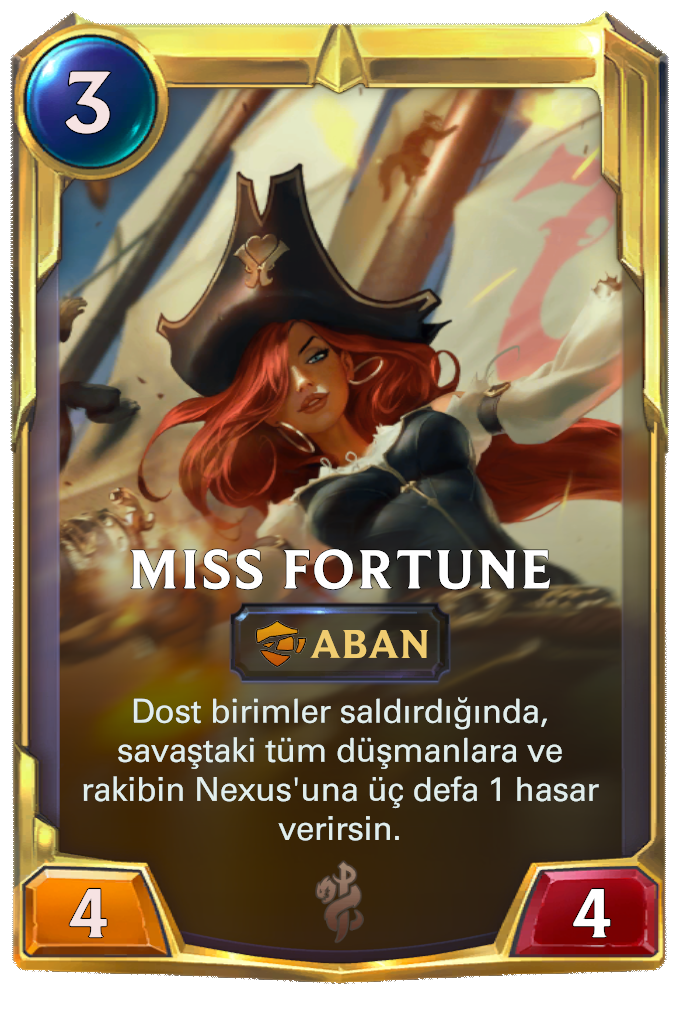 3
MISS FORTUNE
ABAN
Dost birimler saldırdığında,
savaştaki tüm düşmanlara ve
rakibin Nexus'una üç defa 1 hasar
verirsin.
4
4